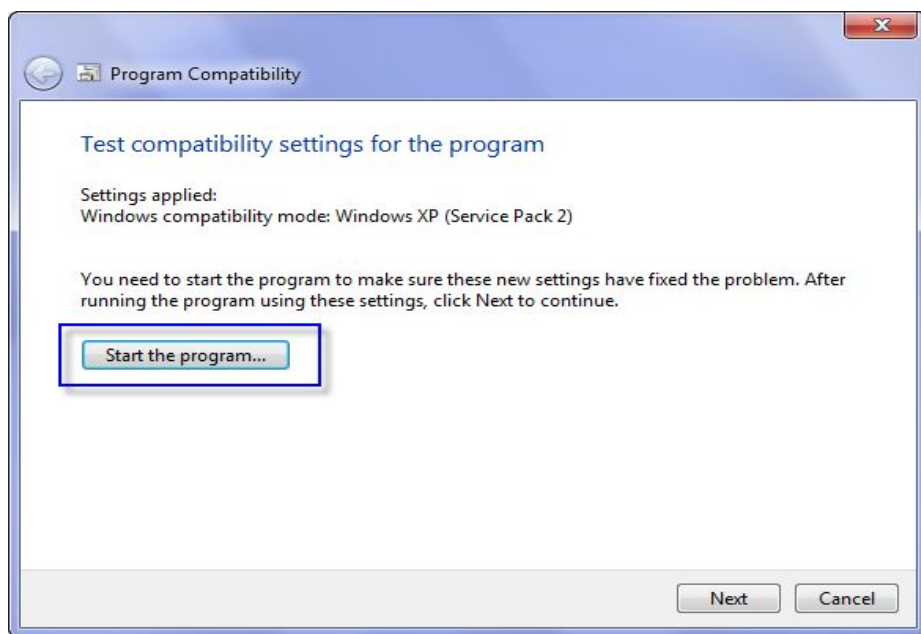 Program Compatibility
Test compatibility settings for the program
Settings applied:
Windows compatibility mode: Windows XP (Service Pack 2)
You need to start the program to make sure these new settings have fixed the problem. After
running the program using these settings, click Next to continue.
Start the program...
Next Cancel